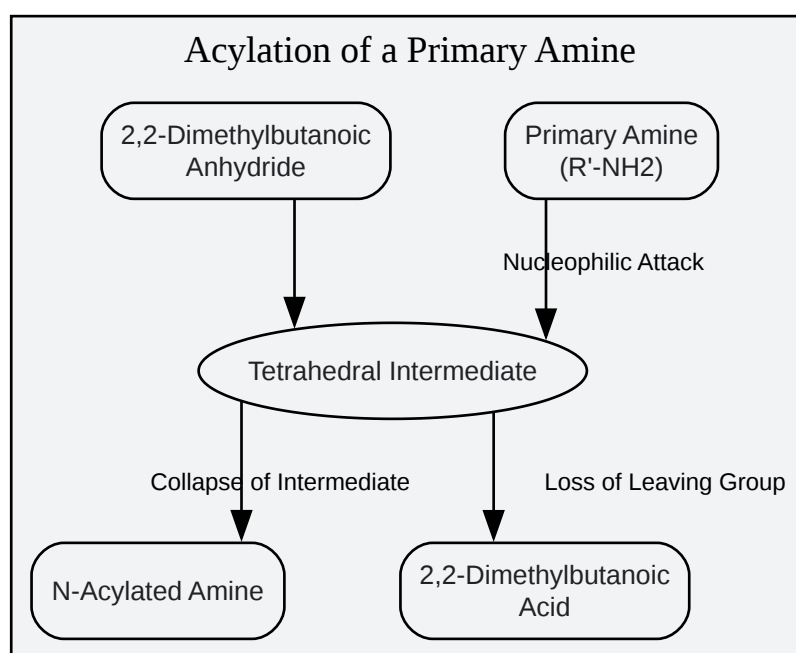 Acylation of a Primary Amine
2,2-Dimethylbutanoic
Anhydride
Primary Amine
(R'-NH2)
Nucleophilic Attack
Tetrahedral Intermediate
Collapse of Intermediate
Loss of Leaving Group
N-Acylated Amine
2,2-Dimethylbutanoic
Acid